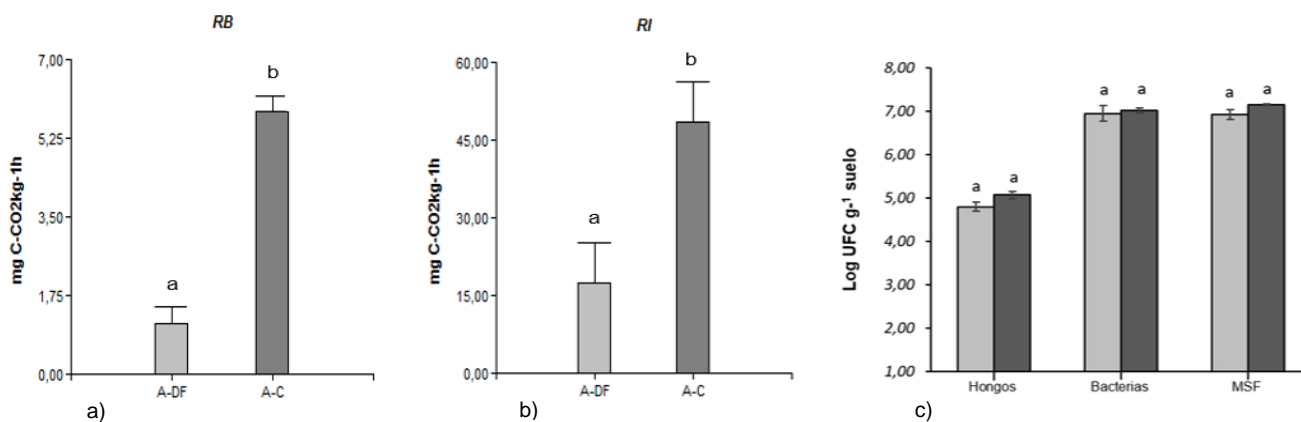 RB
mg C-CO2kg-1h
7,00
5,25
3,50
1,75
0,00
a
b
A-DF
A-C
a)
RI
mg C-CO2kg-1h
60,00
45,00
30,00
15,00
0,00
a
b
A-DF
A-C
b)
Log UFC g-¹ suelo
8,00
7,00
6,00
5,00
4,00
3,00
2,00
1,00
a a
a a
a a
Hongos Bacterias MSF
c)